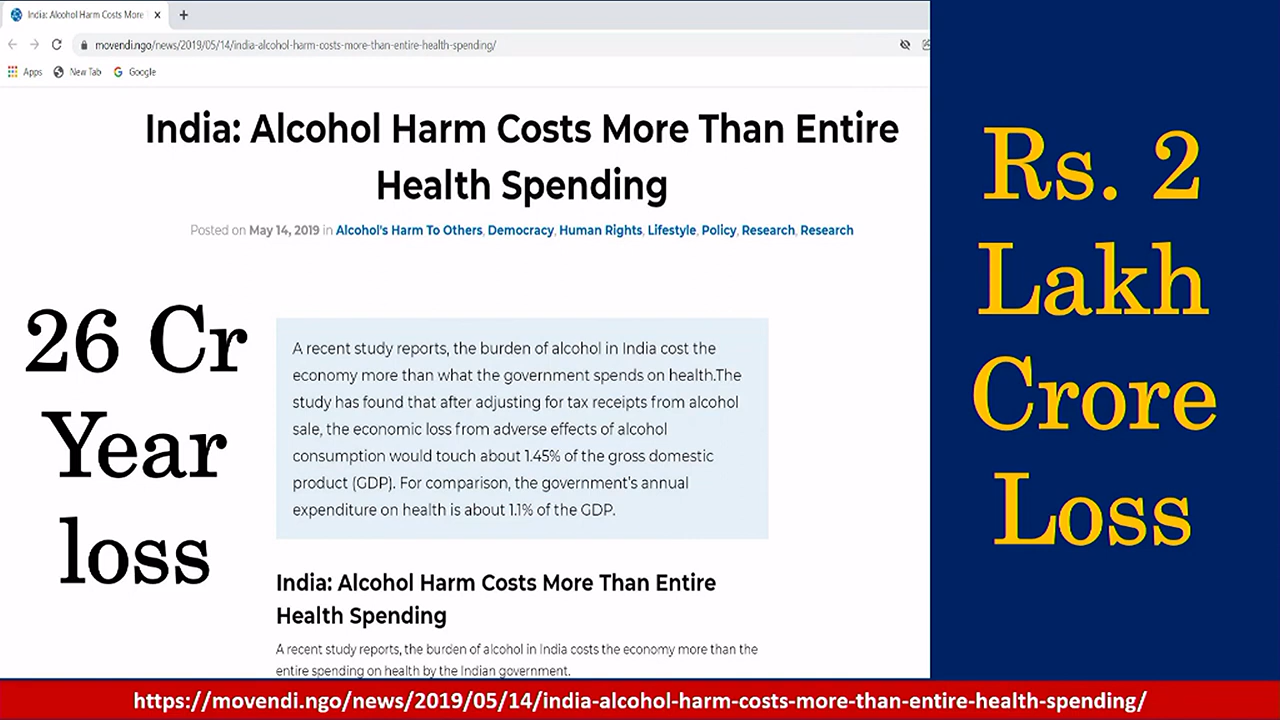 India: Alcohol Harm Costs More
movendi.ngo/news/2019/05/14/india-alcohol-harm-costs-more-than-entire-health-spending/
Apps New Tab Google
India: Alcohol Harm Costs More Than Entire
Health Spending
Posted on May 14, 2019 in Alcohol's Harm To Others, Democracy, Human Rights, Lifestyle, Policy, Research, Research
26 Cr
Year
loss
A recent study reports, the burden of alcohol in India cost the
economy more than what the government spends on health.The
study has found that after adjusting for tax receipts from alcohol
sale, the economic loss from adverse effects of alcohol
consumption would touch about 1.45% of the gross domestic
product (GDP). For comparison, the government's annual
expenditure on health is about 1.1% of the GDP.
India: Alcohol Harm Costs More Than Entire
Health Spending
A recent study reports, the burden of alcohol in India costs the economy more than the
entire spending on health by the Indian government.
Rs. 2
Lakh
Crore
Loss
https://movendi.ngo/news/2019/05/14/india-alcohol-harm-costs-more-than-entire-health-spending/